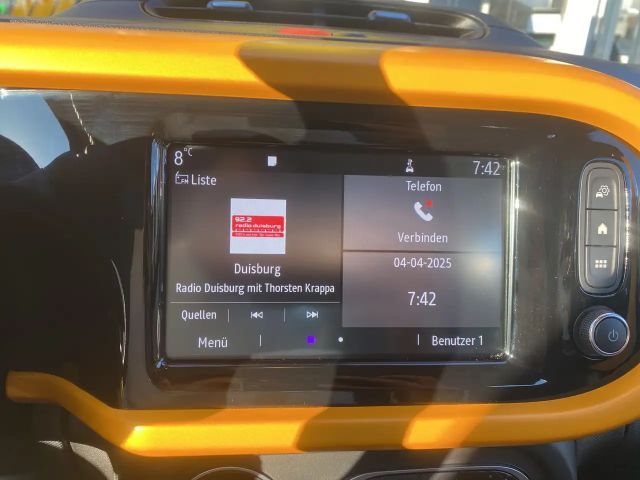 8°C
7:42
Liste
Telefon
92.2
radio duisburg
Verbinden
Duisburg
04-04-2025
Radio Duisburg mit Thorsten Krappa
7:42
Quellen
Menü
Benutzer 1